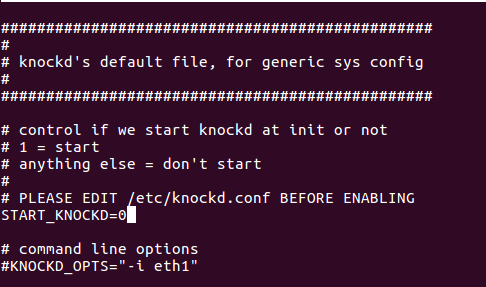 ################################################
#
# knockd's default file, for generic sys config
#
################################################
# control if we start knockd at init or not
# 1 = start
# anything else = don't start
#
# PLEASE EDIT /etc/knockd.conf BEFORE ENABLING
START_KNOCKD=0
# command line options
#KNOCKD_OPTS="-i eth1"